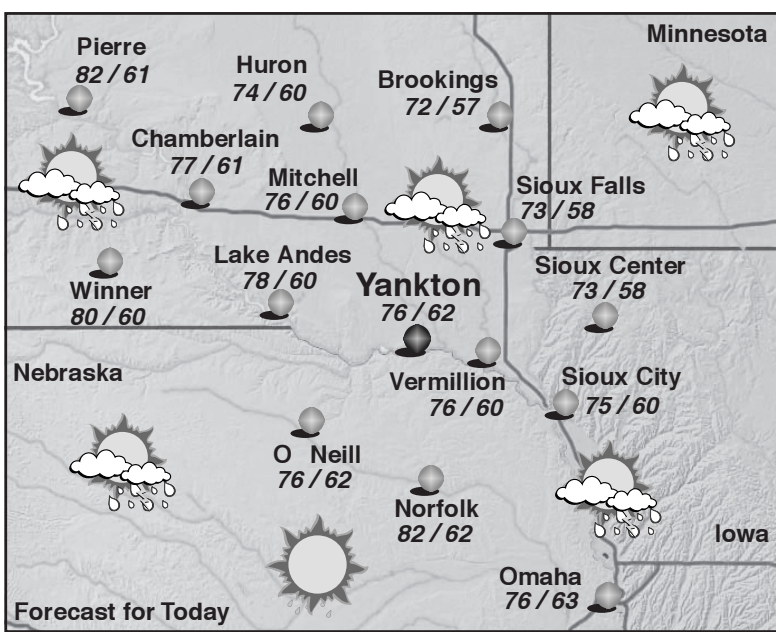 Minnesota
Pierre
82 / 61
Huron
74 / 60
Brookings
72 / 57
Chamberlain
77 / 61
Mitchell
76 / 60
Sioux Falls
73 / 58
Winner
80 / 60
Lake Andes
78 / 60
Yankton
76 / 62
Sioux Center
73 / 58
Nebraska
Vermillion
76 / 60
Sioux City
75 / 60
O Neill
76 / 62
Norfolk
82 / 62
Iowa
Omaha
76 / 63
Forecast for Today